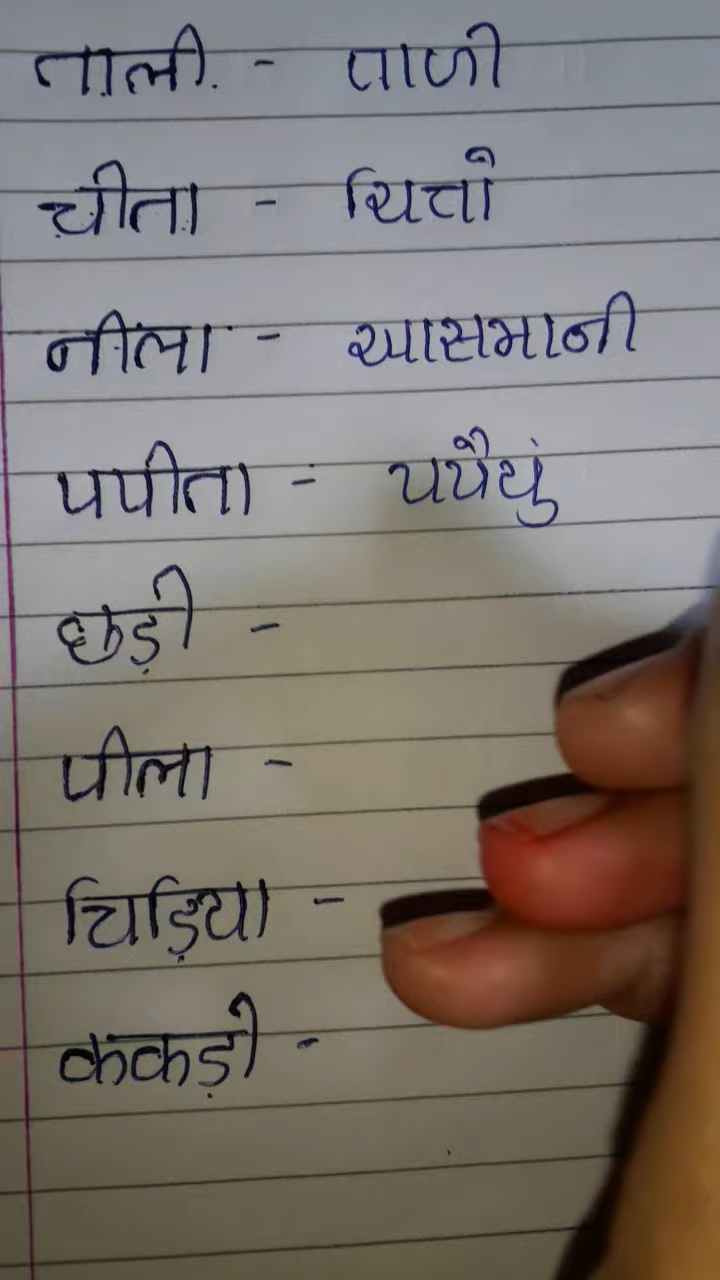 ताली. - તાળી
चीता - ચિત્તો
नीला - આસમાની
पपीता - પપૈયું
छड़ी -
पीला -
चिड़िया -
ककड़ी -